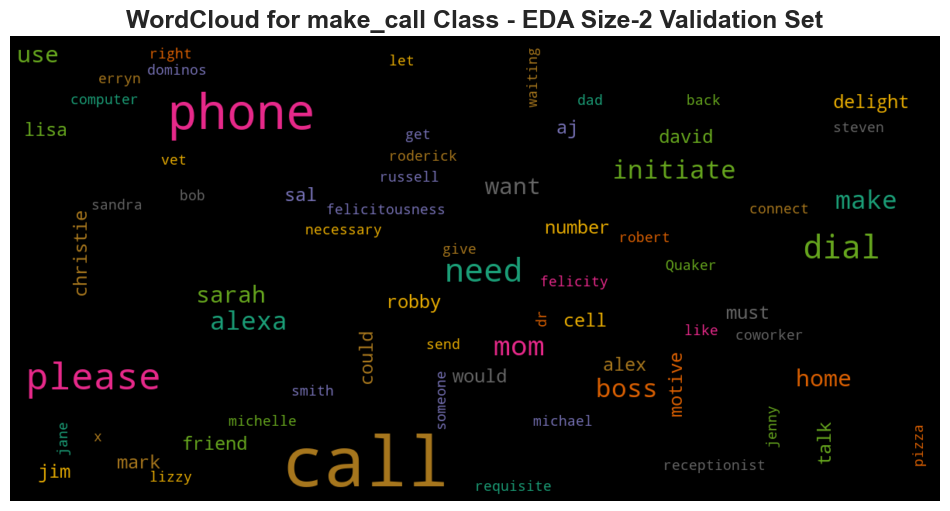 WordCloud for make_call Class - EDA Size-2 Validation Set
use
right
let
waiting
erryn
dominos
computer
phone
dad
back
delight
lisa
get
aj
david
steven
vet
roderick
russell
want
initiate
sandra
bob
sal
felicitousness
make
christie
necessary
number
connect
robert
dial
give
need
Quaker
felicity
sarah
alexa
robby
dr
cell
must
like
coworker
could
send
mom
please
smith
someone
would
alex
boss
motive
home
michelle
michael
jane
x
friend
call
jenny
talk
pizza
jim
mark
lizzy
receptionist
requisite